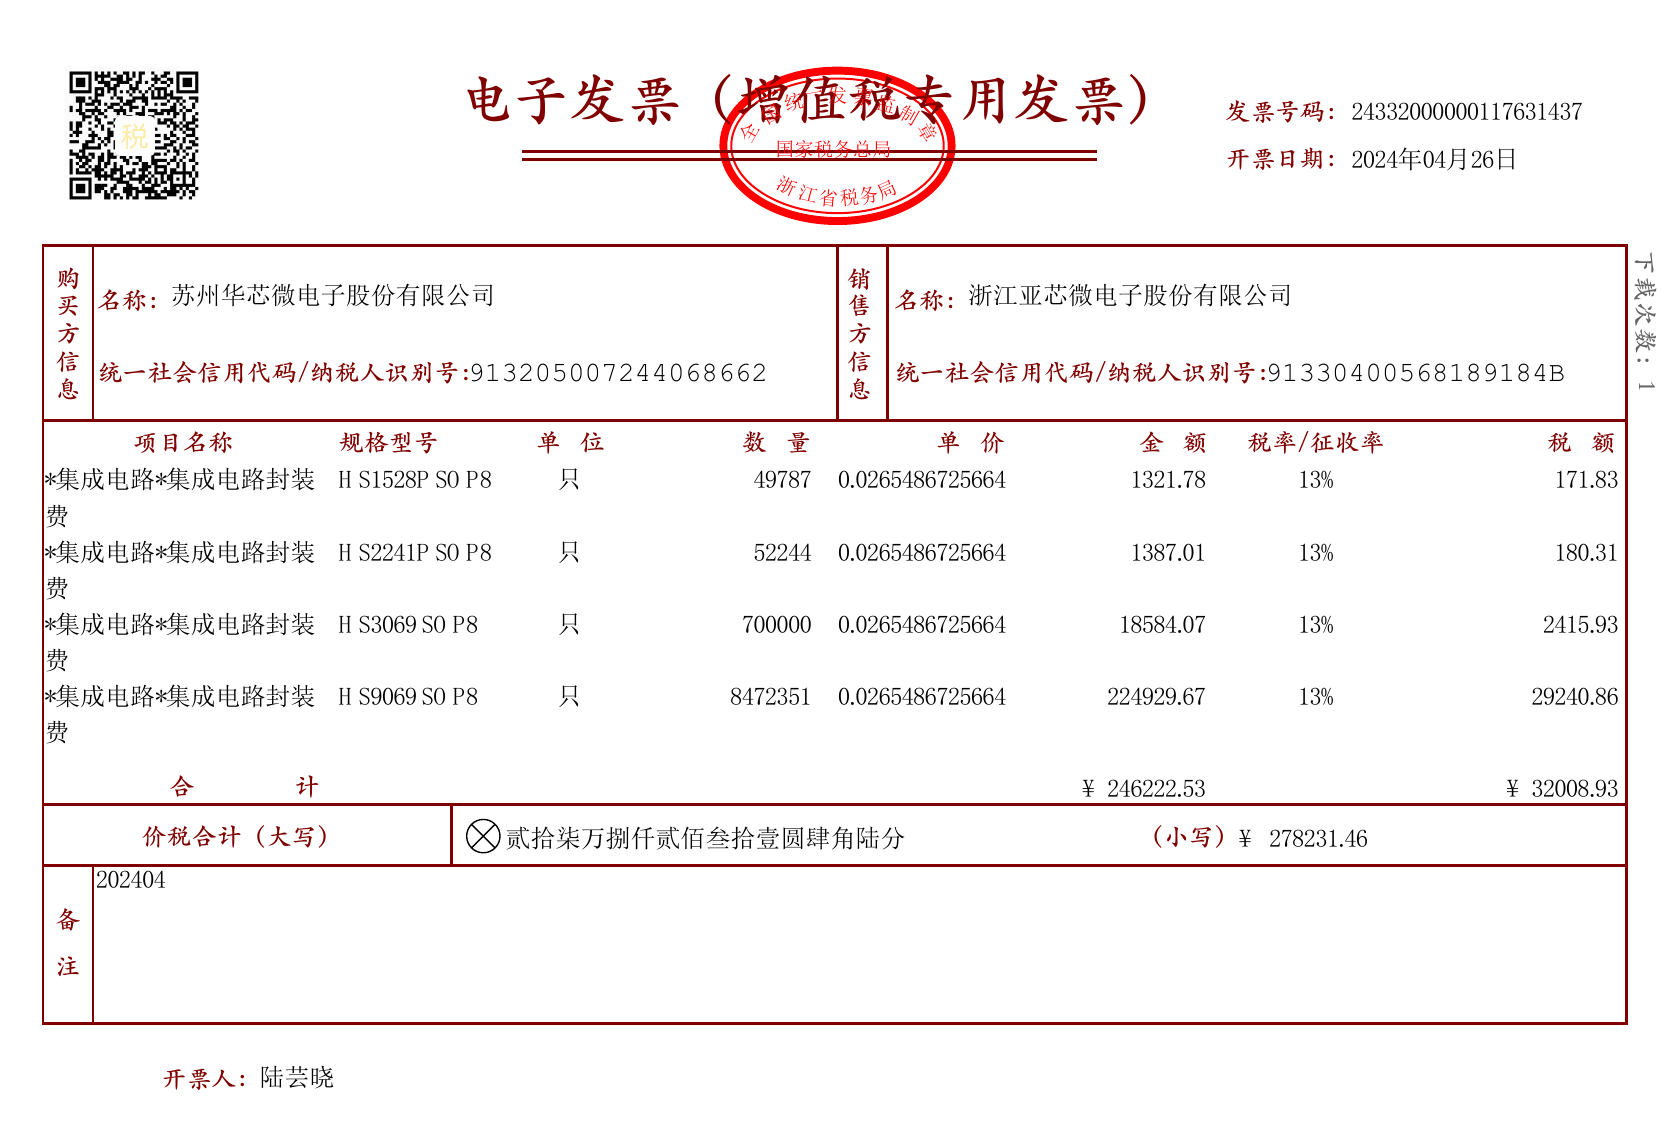 电子发票（增值税专用发票）
全国统一发票监制章
国家税务总局
浙江省税务局
税
发票号码：24332000000117631437
开票日期：2024年04月26日
下载次数：1
购买方信息
名称：苏州华芯微电子股份有限公司
统一社会信用代码/纳税人识别号:913205007244068662
销售方信息
名称：浙江亚芯微电子股份有限公司
统一社会信用代码/纳税人识别号:91330400568189184B
项目名称 规格型号 单位 数量 单价 金额 税率/征收率 税额
*集成电路*集成电路封装 HS1528P SOP8 只 49787 0.0265486725664 1321.78 13% 171.83
费
*集成电路*集成电路封装 HS2241P SOP8 只 52244 0.0265486725664 1387.01 13% 180.31
费
*集成电路*集成电路封装 HS3069 SOP8 只 700000 0.0265486725664 18584.07 13% 2415.93
费
*集成电路*集成电路封装 HS9069 SOP8 只 8472351 0.0265486725664 224929.67 13% 29240.86
费
合计 ¥ 246222.53 ¥ 32008.93
价税合计（大写） 贰拾柒万捌仟贰佰叁拾壹圆肆角陆分 （小写）¥ 278231.46
备注
202404
开票人：陆芸晓